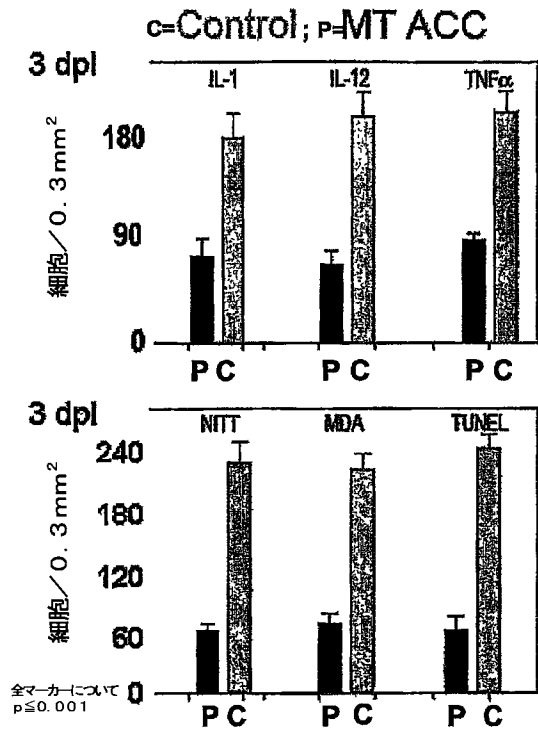 C=Control; P=MT ACC
3 dpl
IL-1 IL-12 TNFα
180
90
0
細胞／０．３mm²
P C P C P C
3 dpl
NITT MDA TUNEL
240
180
120
60
0
細胞／０．３mm²
全マーカーについて
p≦0.001
P C P C P C